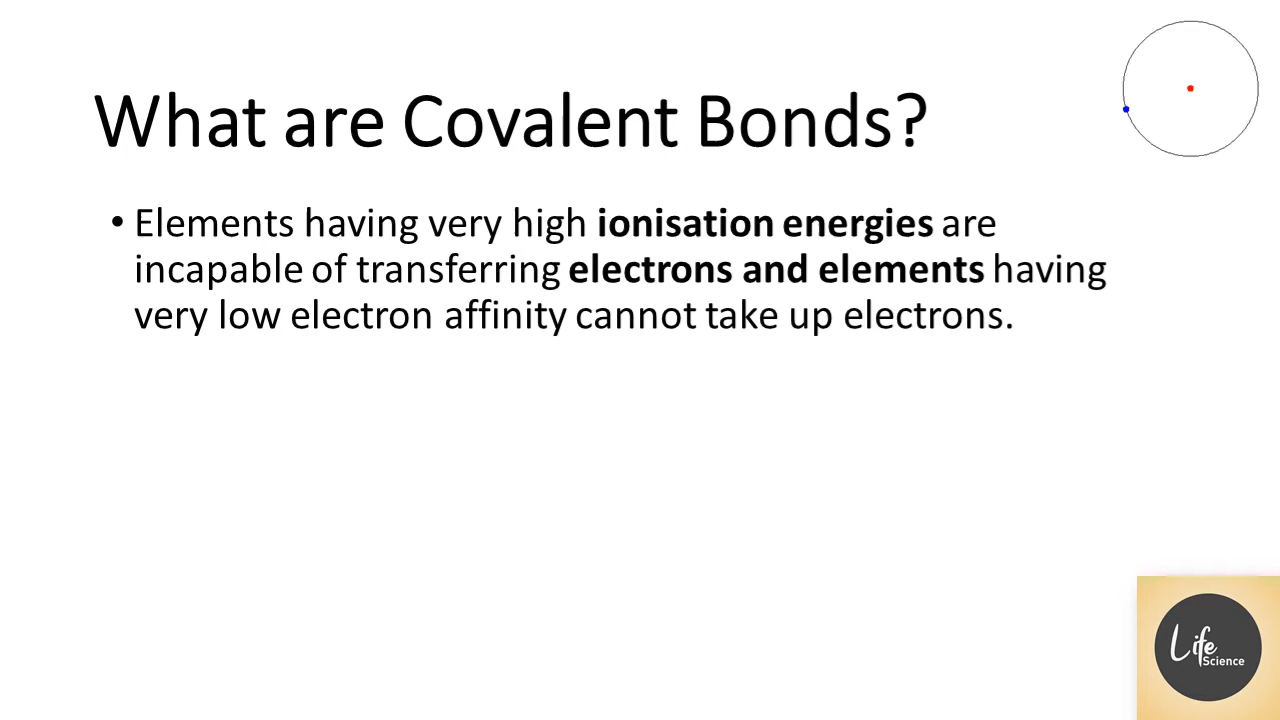 What are Covalent Bonds?
• Elements having very high ionisation energies are
incapable of transferring electrons and elements having
very low electron affinity cannot take up electrons.
Life
Science